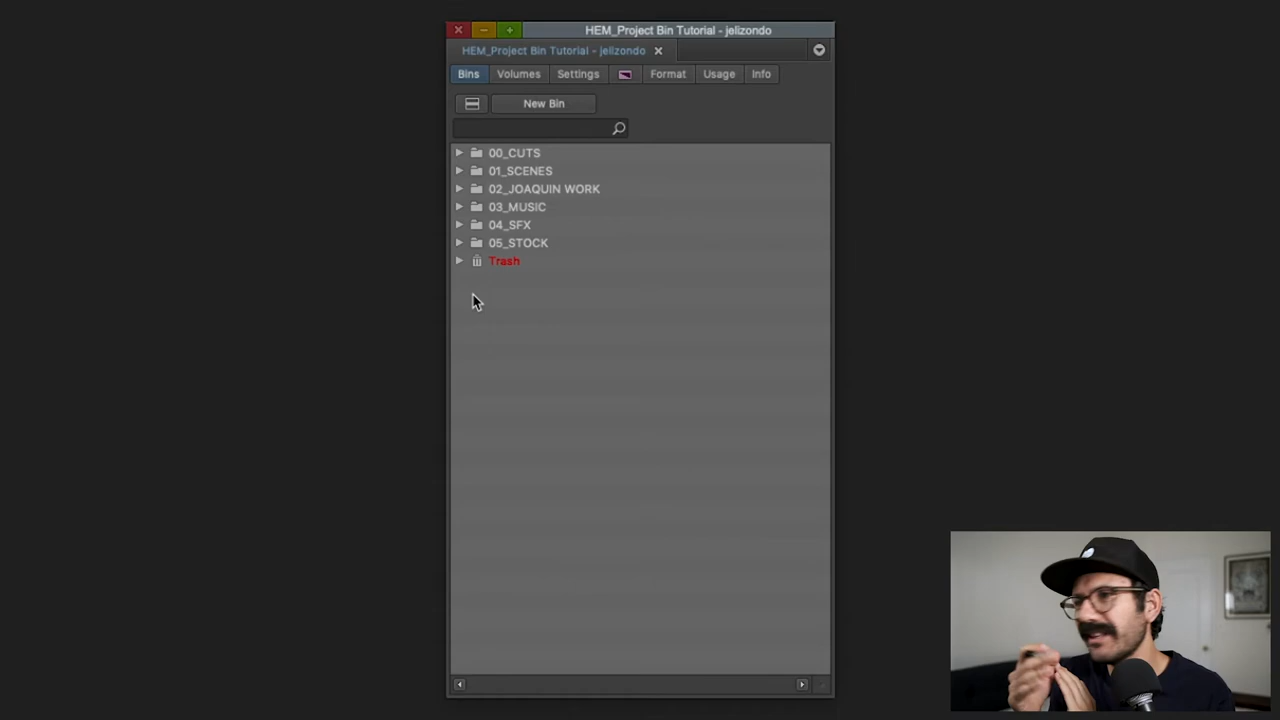 HEM_Project Bin Tutorial - jelizondo
HEM_Project Bin Tutorial - jelizondo
Bins Volumes Settings Format Usage Info
New Bin
00_CUTS
01_SCENES
02_JOAQUIN WORK
03_MUSIC
04_SFX
05_STOCK
Trash